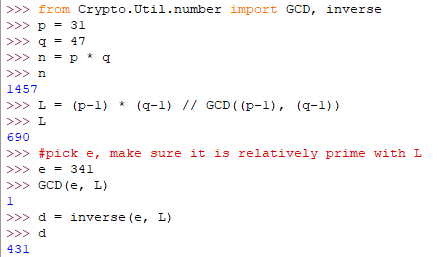 >>> from Crypto.Util.number import GCD, inverse
>>> p = 31
>>> q = 47
>>> n = p * q
>>> n
1457
>>> L = (p-1) * (q-1) // GCD((p-1), (q-1))
>>> L
690
>>> #pick e, make sure it is relatively prime with L
>>> e = 341
>>> GCD(e, L)
1
>>> d = inverse(e, L)
>>> d
431